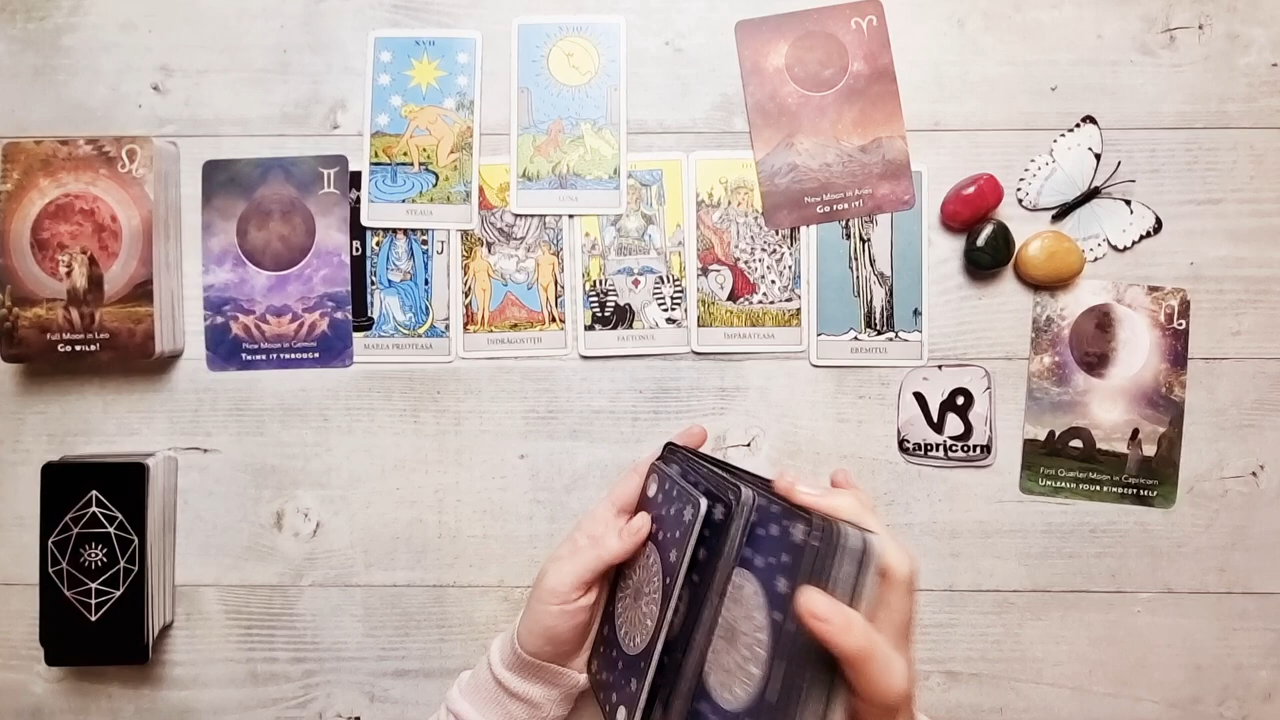 XVII
STEAUA
XVIII
LUNA
New Moon in Aries
GO FOR IT!
Full Moon in Leo
GO WILD!
New Moon in Gemini
THINK IT THROUGH
B
J
MAREA PREOTEASĂ
ÎNDRĂGOSTIȚII
FAETONUL
III
ÎMPĂRĂTEASA
EREMITUL
Capricorn
First Quarter Moon in Capricorn
UNLEASH YOUR KINDEST SELF